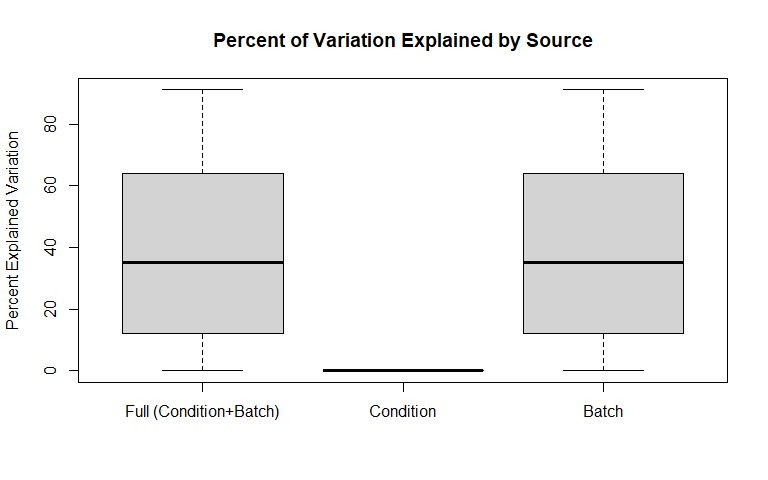 Percent of Variation Explained by Source
Percent Explained Variation
80
60
40
20
0
Full (Condition+Batch)
Condition
Batch